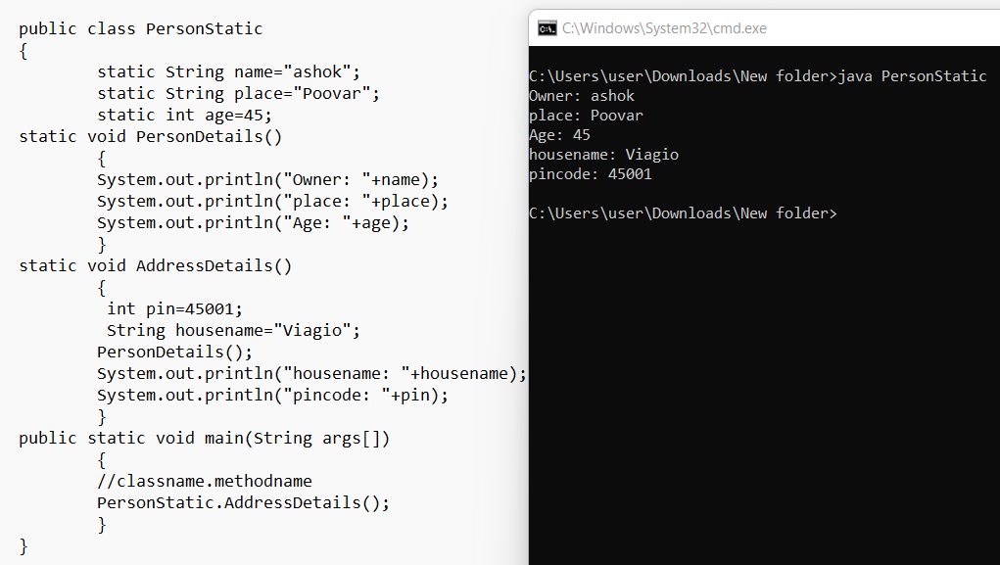 public class PersonStatic
{
static String name="ashok";
static String place="Poovar";
static int age=45;
static void PersonDetails()
{
System.out.println("Owner: "+name);
System.out.println("place: "+place);
System.out.println("Age: "+age);
}
static void AddressDetails()
{
int pin=45001;
String housename="Viagio";
PersonDetails();
System.out.println("housename: "+housename);
System.out.println("pincode: "+pin);
}
public static void main(String args[])
{
//classname.methodname
PersonStatic.AddressDetails();
}
}
C:\Windows\System32\cmd.exe
C:\Users\user\Downloads\New folder>java PersonStatic
Owner: ashok
place: Poovar
Age: 45
housename: Viagio
pincode: 45001
C:\Users\user\Downloads\New folder>